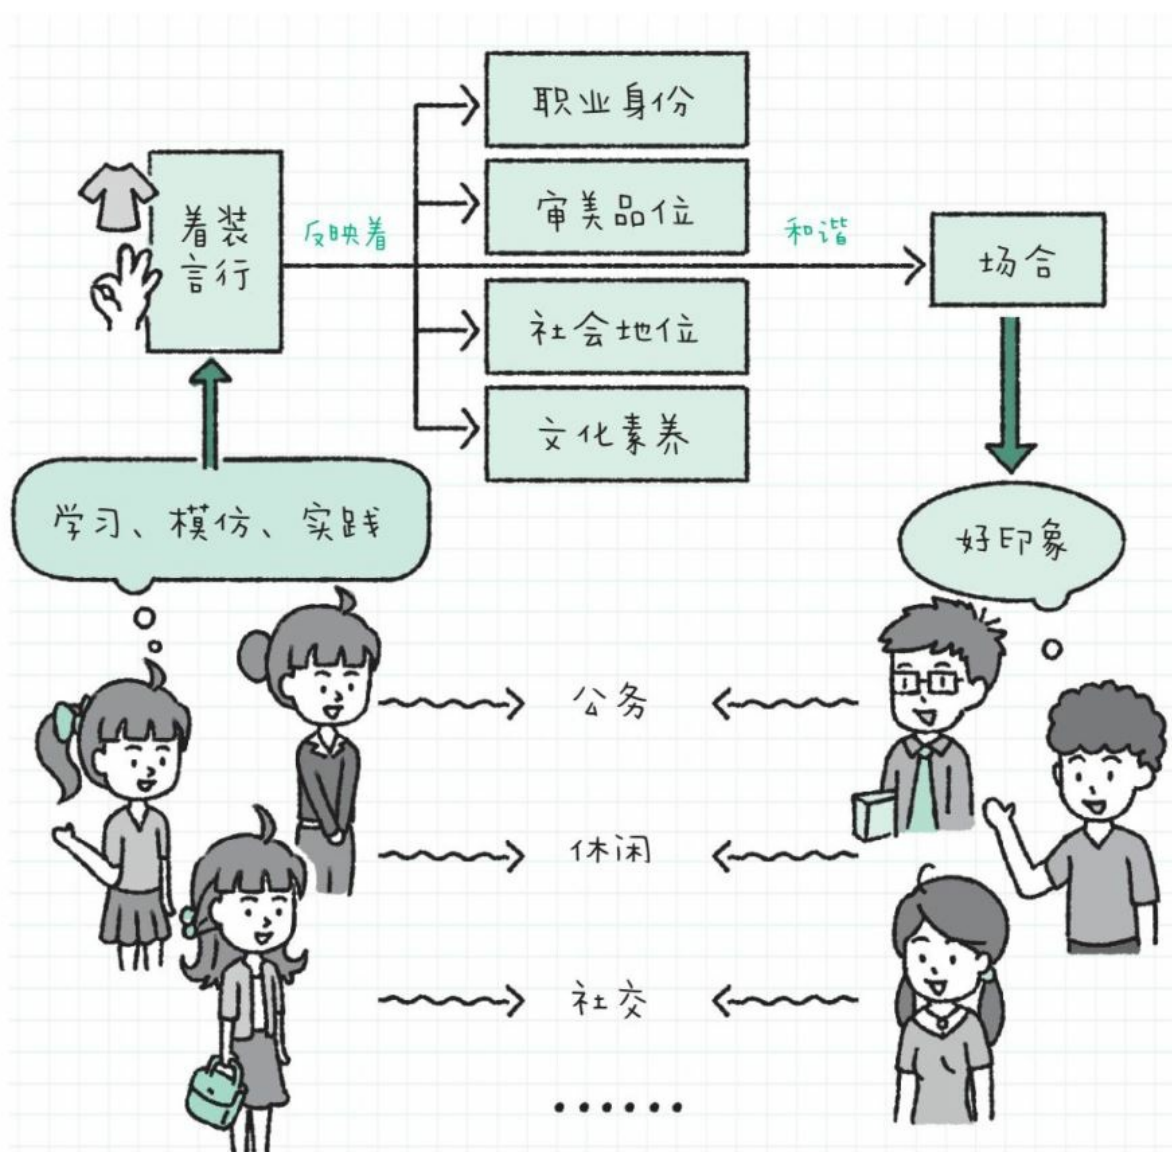 职业身份
审美品位
着装
言行
反映着
和谐
场合
社会地位
文化素养
学习、模仿、实践
好印象
公务
休闲
社交
......